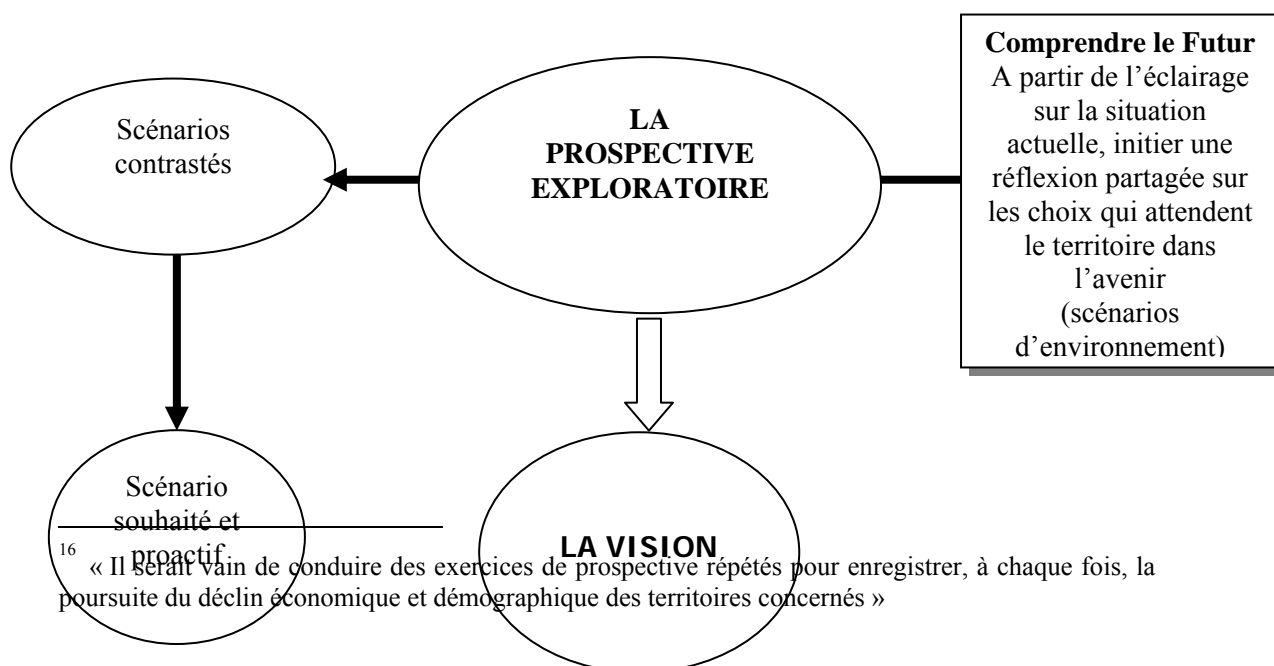 Comprendre le Futur
A partir de l’éclairage
sur la situation
actuelle, initier une
réflexion partagée sur
les choix qui attendent
le territoire dans
l’avenir
(scénarios
d’environnement)
LA
PROSPECTIVE
EXPLORATOIRE
Scénarios
contrastés
Scénario
souhaité et
proactif
LA VISION
16 « Il serait vain de conduire des exercices de prospective répétés pour enregistrer, à chaque fois, la
poursuite du déclin économique et démographique des territoires concernés »